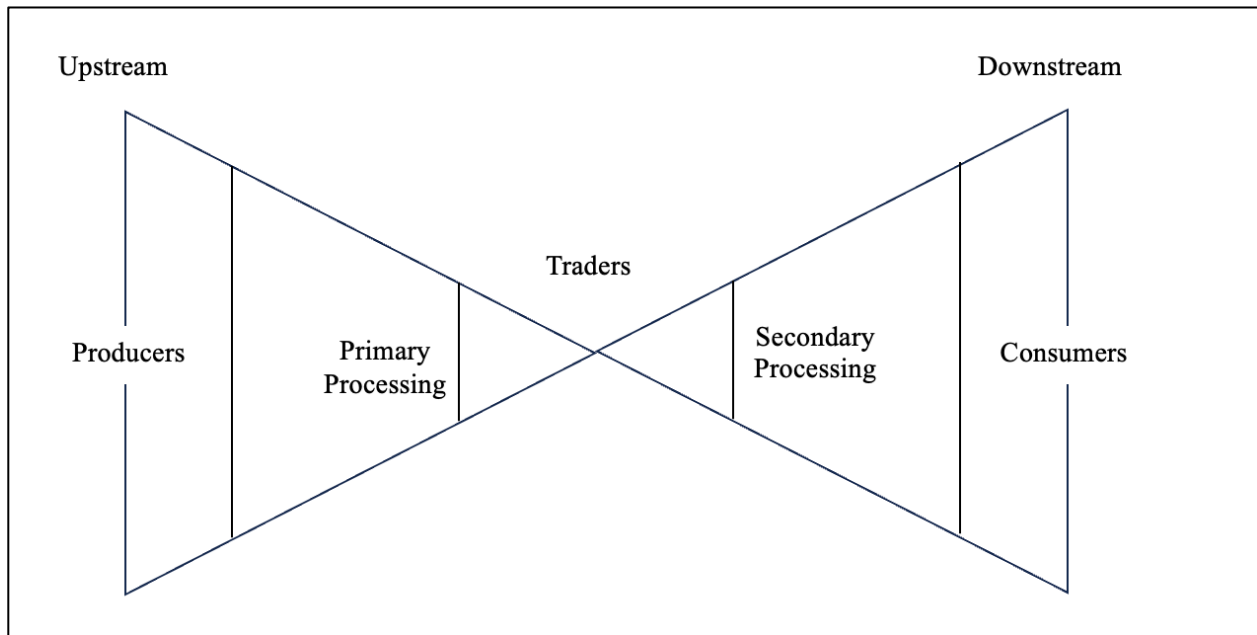 Upstream
Downstream
Traders
Producers
Primary
Processing
Secondary
Processing
Consumers